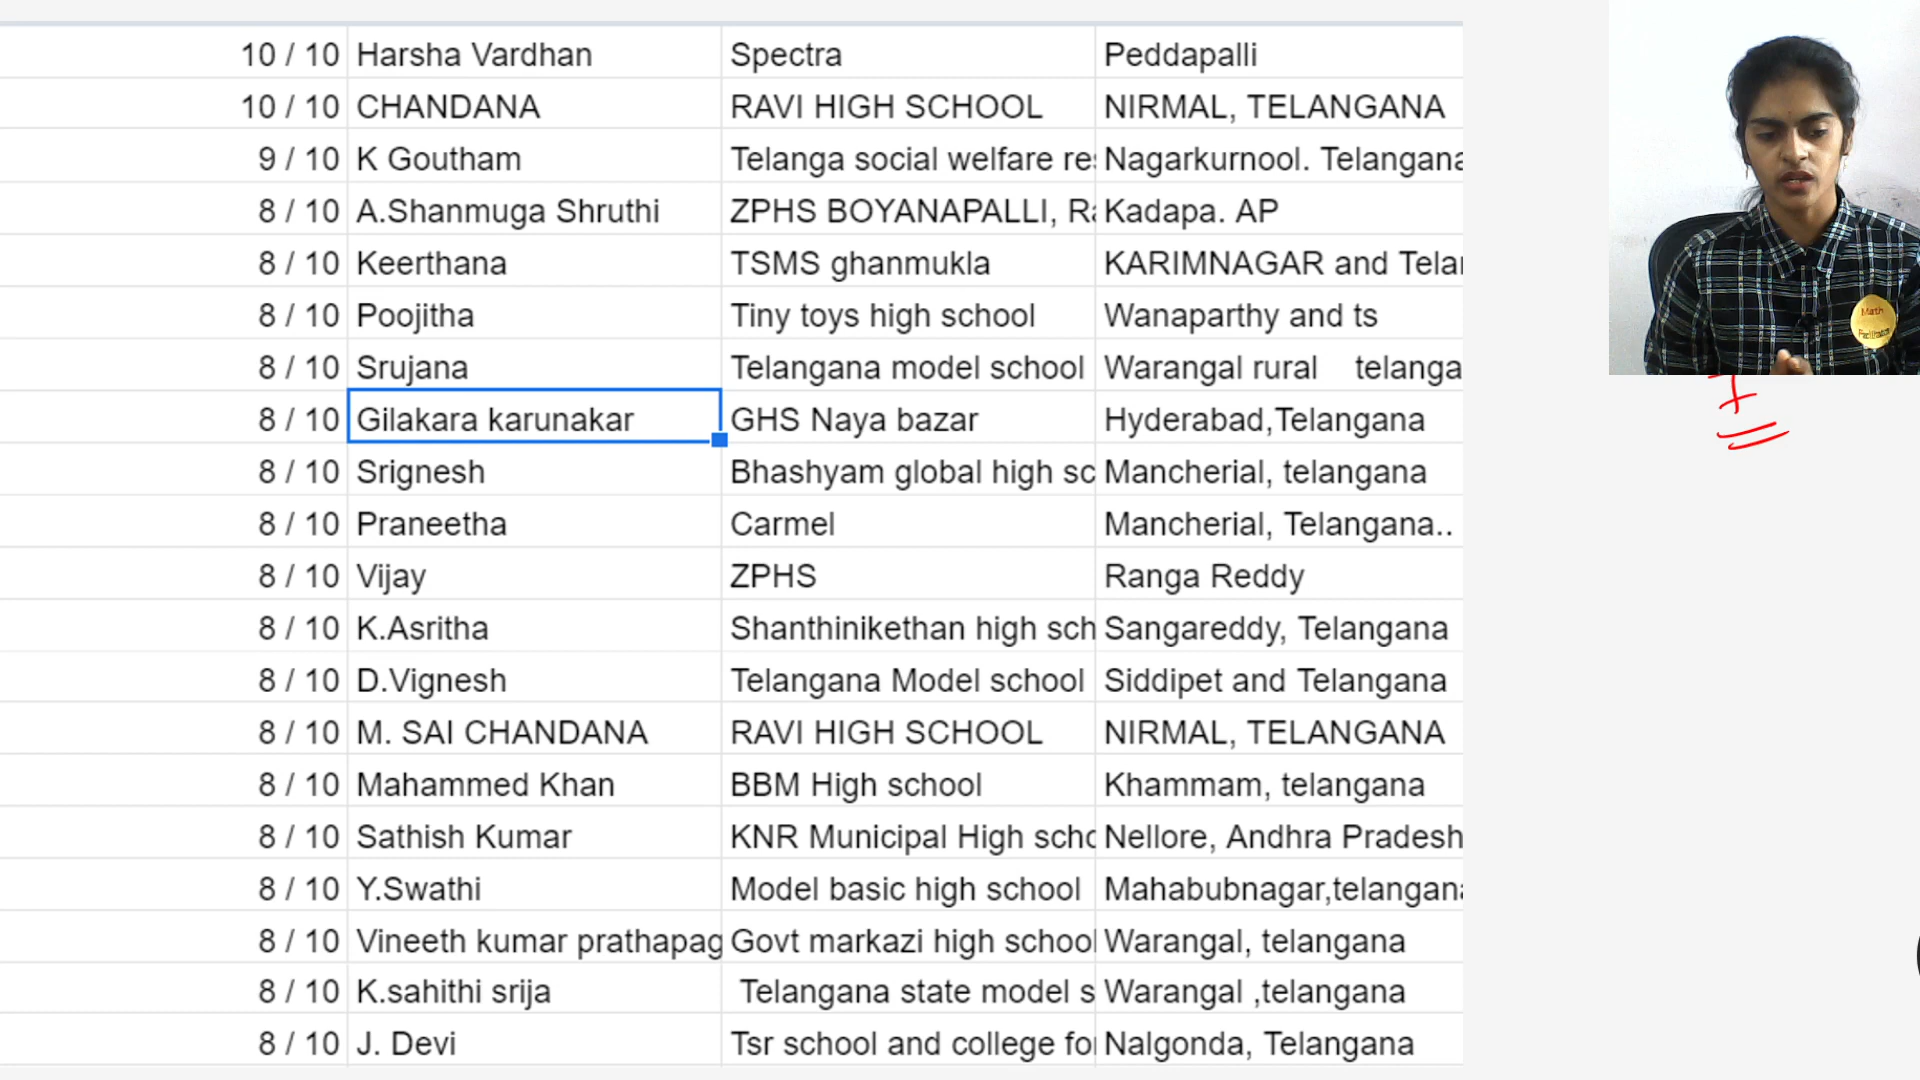 10 / 10 Harsha Vardhan Spectra Peddapalli
10 / 10 CHANDANA RAVI HIGH SCHOOL NIRMAL, TELANGANA
9 / 10 K Goutham Telanga social welfare res Nagarkurnool. Telangana
8 / 10 A.Shanmuga Shruthi ZPHS BOYANAPALLI, Ra Kadapa. AP
8 / 10 Keerthana TSMS ghanmukla KARIMNAGAR and Telan
8 / 10 Poojitha Tiny toys high school Wanaparthy and ts
8 / 10 Srujana Telangana model school Warangal rural telanga
8 / 10 Gilakara karunakar GHS Naya bazar Hyderabad,Telangana
8 / 10 Srignesh Bhashyam global high sc Mancherial, telangana
8 / 10 Praneetha Carmel Mancherial, Telangana..
8 / 10 Vijay ZPHS Ranga Reddy
8 / 10 K.Asritha Shanthinikethan high sch Sangareddy, Telangana
8 / 10 D.Vignesh Telangana Model school Siddipet and Telangana
8 / 10 M. SAI CHANDANA RAVI HIGH SCHOOL NIRMAL, TELANGANA
8 / 10 Mahammed Khan BBM High school Khammam, telangana
8 / 10 Sathish Kumar KNR Municipal High scho Nellore, Andhra Pradesh
8 / 10 Y.Swathi Model basic high school Mahabubnagar,telangana
8 / 10 Vineeth kumar prathapag Govt markazi high school Warangal, telangana
8 / 10 K.sahithi srija Telangana state model s Warangal ,telangana
8 / 10 J. Devi Tsr school and college for Nalgonda, Telangana
Math
Facilitator